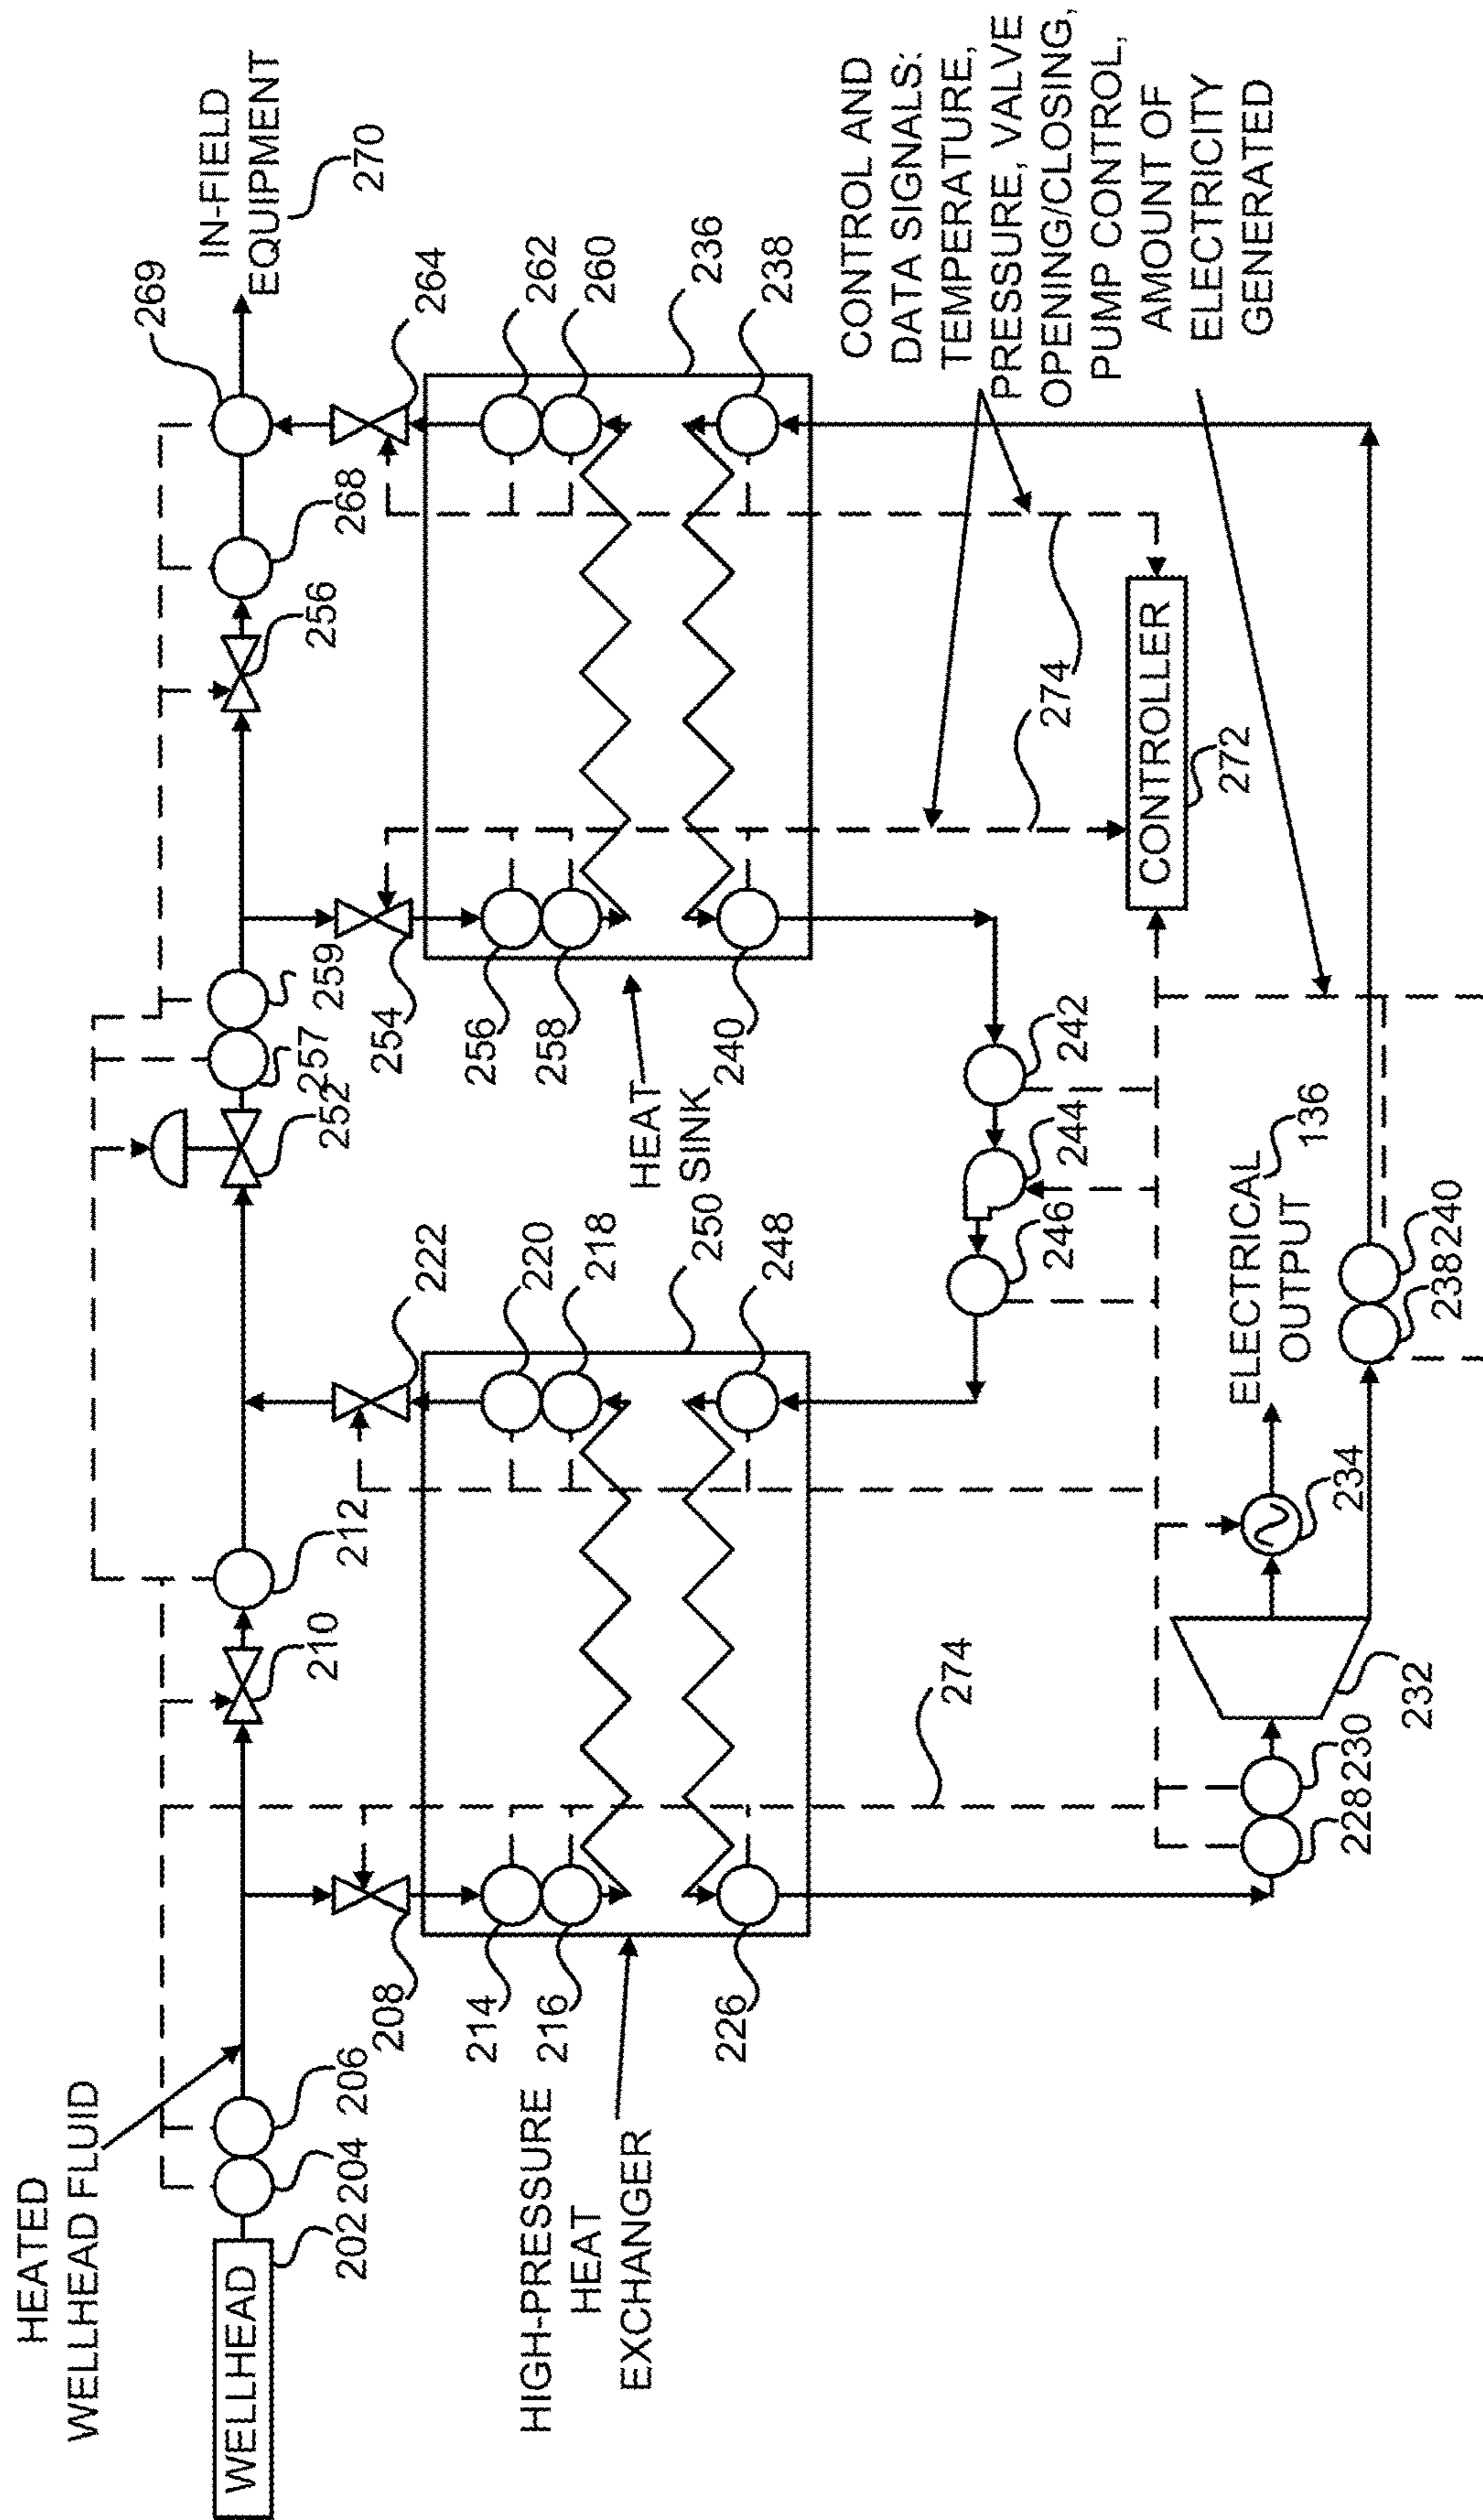 HEATED
WELLHEAD FLUID
WELLHEAD
202
204
206
208
210
212
HIGH-PRESSURE
HEAT
EXCHANGER
214
216
226
222
220
218
250
248
252
257
259
254
256
258
240
HEAT
SINK
256
268
269
IN-FIELD
EQUIPMENT
270
264
262
260
236
238
CONTROL AND
DATA SIGNALS:
TEMPERATURE,
PRESSURE, VALVE
OPENING/CLOSING,
PUMP CONTROL,
AMOUNT OF
ELECTRICITY
GENERATED
274
274
CONTROLLER
272
242
244
246
274
228
230
232
234
ELECTRICAL
OUTPUT
136
238
240